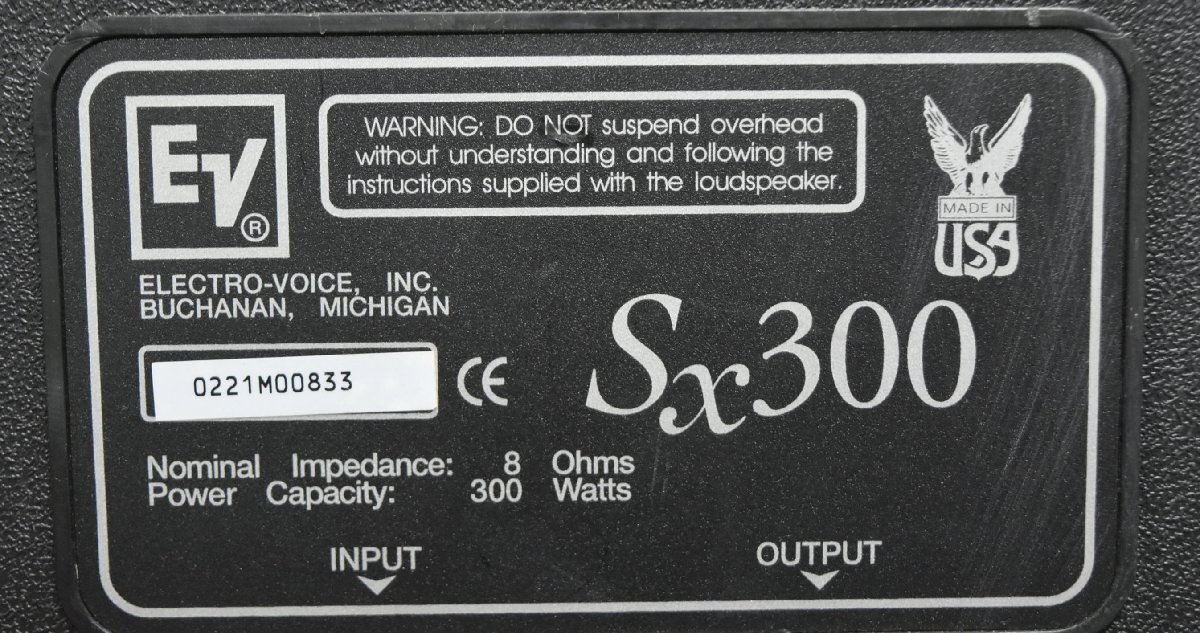 EV®
WARNING: DO NOT suspend overhead
without understanding and following the
instructions supplied with the loudspeaker.
MADE IN
USA
ELECTRO-VOICE, INC.
BUCHANAN, MICHIGAN
Sx300
0221M00833 CE
Nominal Impedance: 8 Ohms
Power Capacity: 300 Watts
INPUT OUTPUT